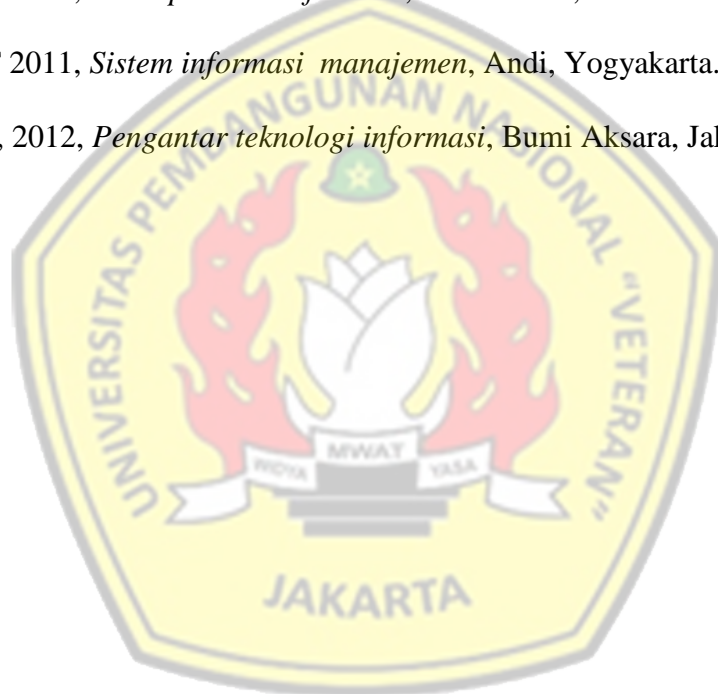 2011, Sistem informasi manajemen, Andi, Yogyakarta.
, 2012, Pengantar teknologi informasi, Bumi Aksara,
UNIVERSITAS PEMBANGUNAN NASIONAL "VETERAN"
WIDYA MWAT YASA
JAKARTA